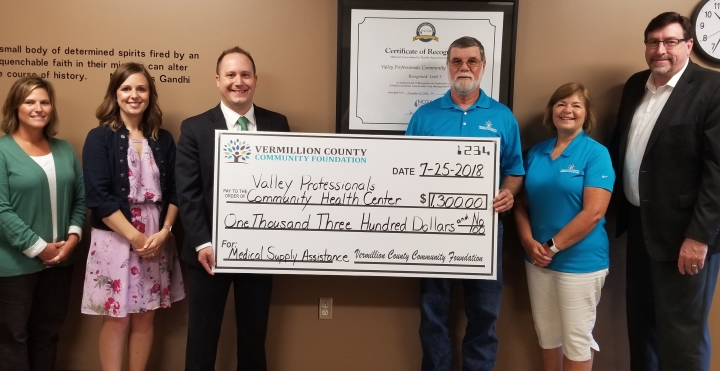 small body of determined spirits fired by an
quenchable faith in their mission can alter
e course of history.
Gandhi
Certificate of Recognition
Valley Professionals Community
VERMILLION COUNTY
COMMUNITY FOUNDATION
1234
DATE 7-25-2018
PAY TO THE
ORDER OF
Valley Professionals
Community Health Center
$1,300.00
One Thousand Three Hundred Dollars and No/100
For:
Medical Supply Assistance
Vermillion County Community Foundation